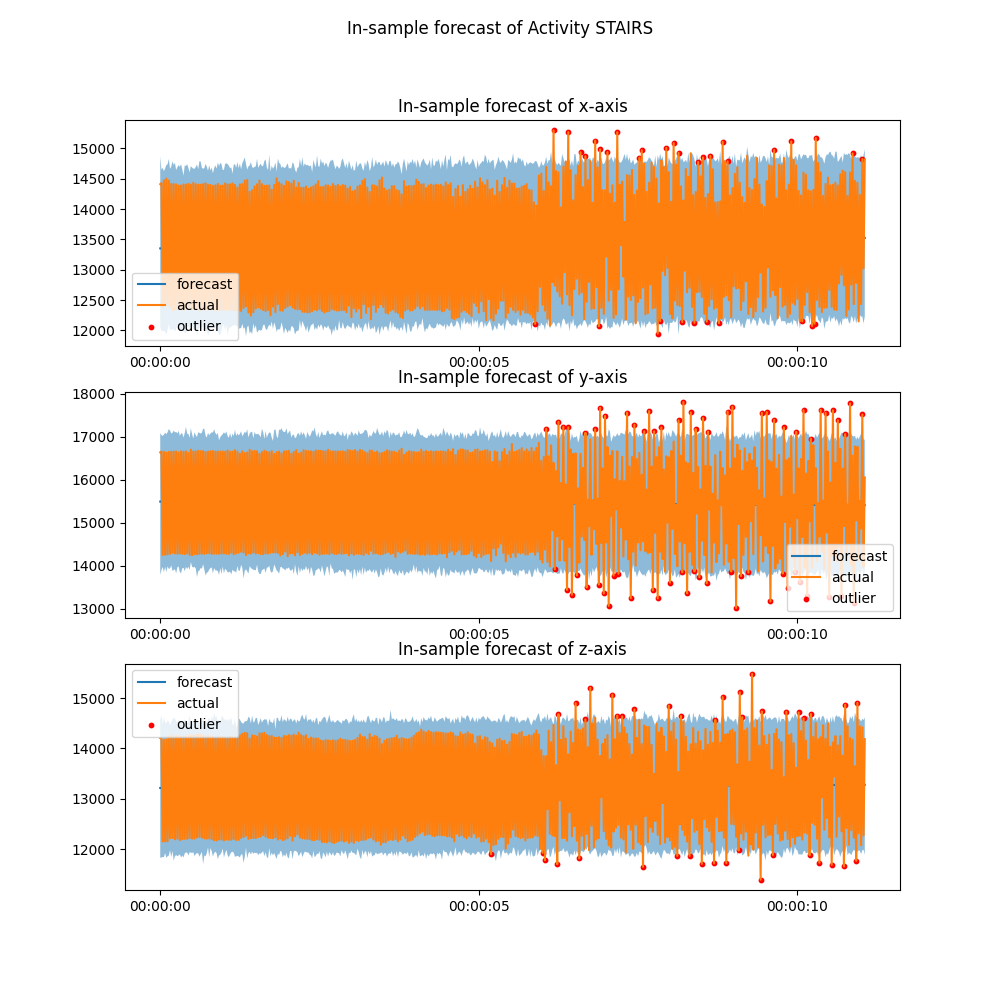 In-sample forecast of Activity STAIRS
In-sample forecast of x-axis
15000
14500
14000
13500
13000
12500
12000
forecast
actual
outlier
00:00:00
00:00:05
00:00:10
In-sample forecast of y-axis
18000
17000
16000
15000
14000
13000
forecast
actual
outlier
00:00:00
00:00:05
00:00:10
In-sample forecast of z-axis
15000
14000
13000
12000
forecast
actual
outlier
00:00:00
00:00:05
00:00:10